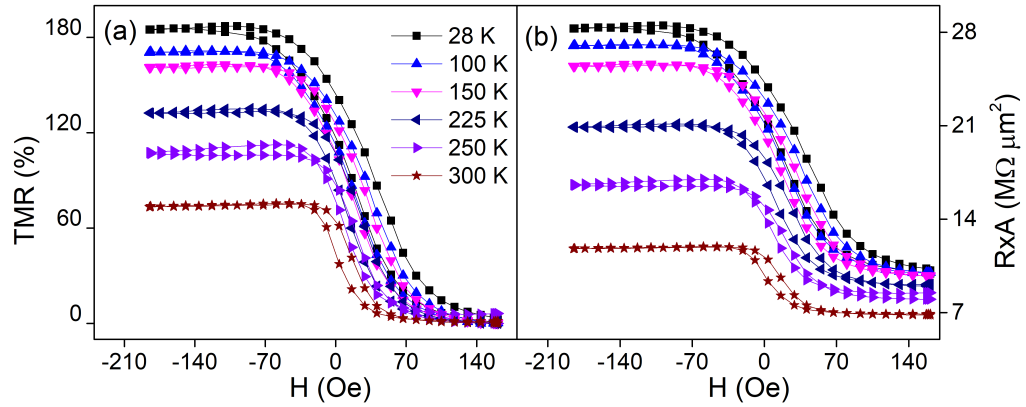 (a)
180
120
60
0
TMR (%)
-210 -140 -70 0 70 140
H (Oe)
28 K
100 K
150 K
225 K
250 K
300 K
(b)
28
21
14
7
RxA (MΩ μm²)
-210 -140 -70 0 70 140
H (Oe)